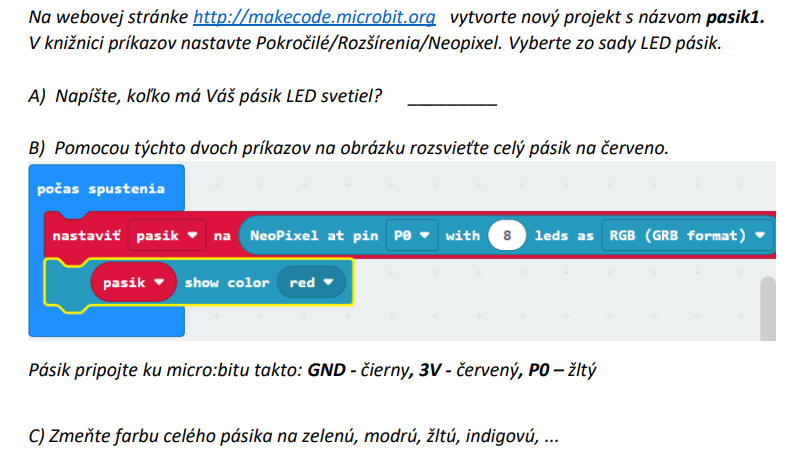 Na webovej stránke http://makecode.microbit.org vytvorte nový projekt s názvom pasik1.
V knižnici príkazov nastavte Pokročilé/Rozšírenia/Neopixel. Vyberte zo sady LED pásik.
A) Napíšte, koľko má Váš pásik LED svetiel? _________
B) Pomocou týchto dvoch príkazov na obrázku rozsvieťte celý pásik na červeno.
počas spustenia
nastaviť pasik na NeoPixel at pin P0 with 8 leds as RGB (GRB format)
pasik show color red
Pásik pripojte ku micro:bitu takto: GND - čierny, 3V - červený, P0 – žltý
C) Zmeňte farbu celého pásika na zelenú, modrú, žltú, indigovú, ...